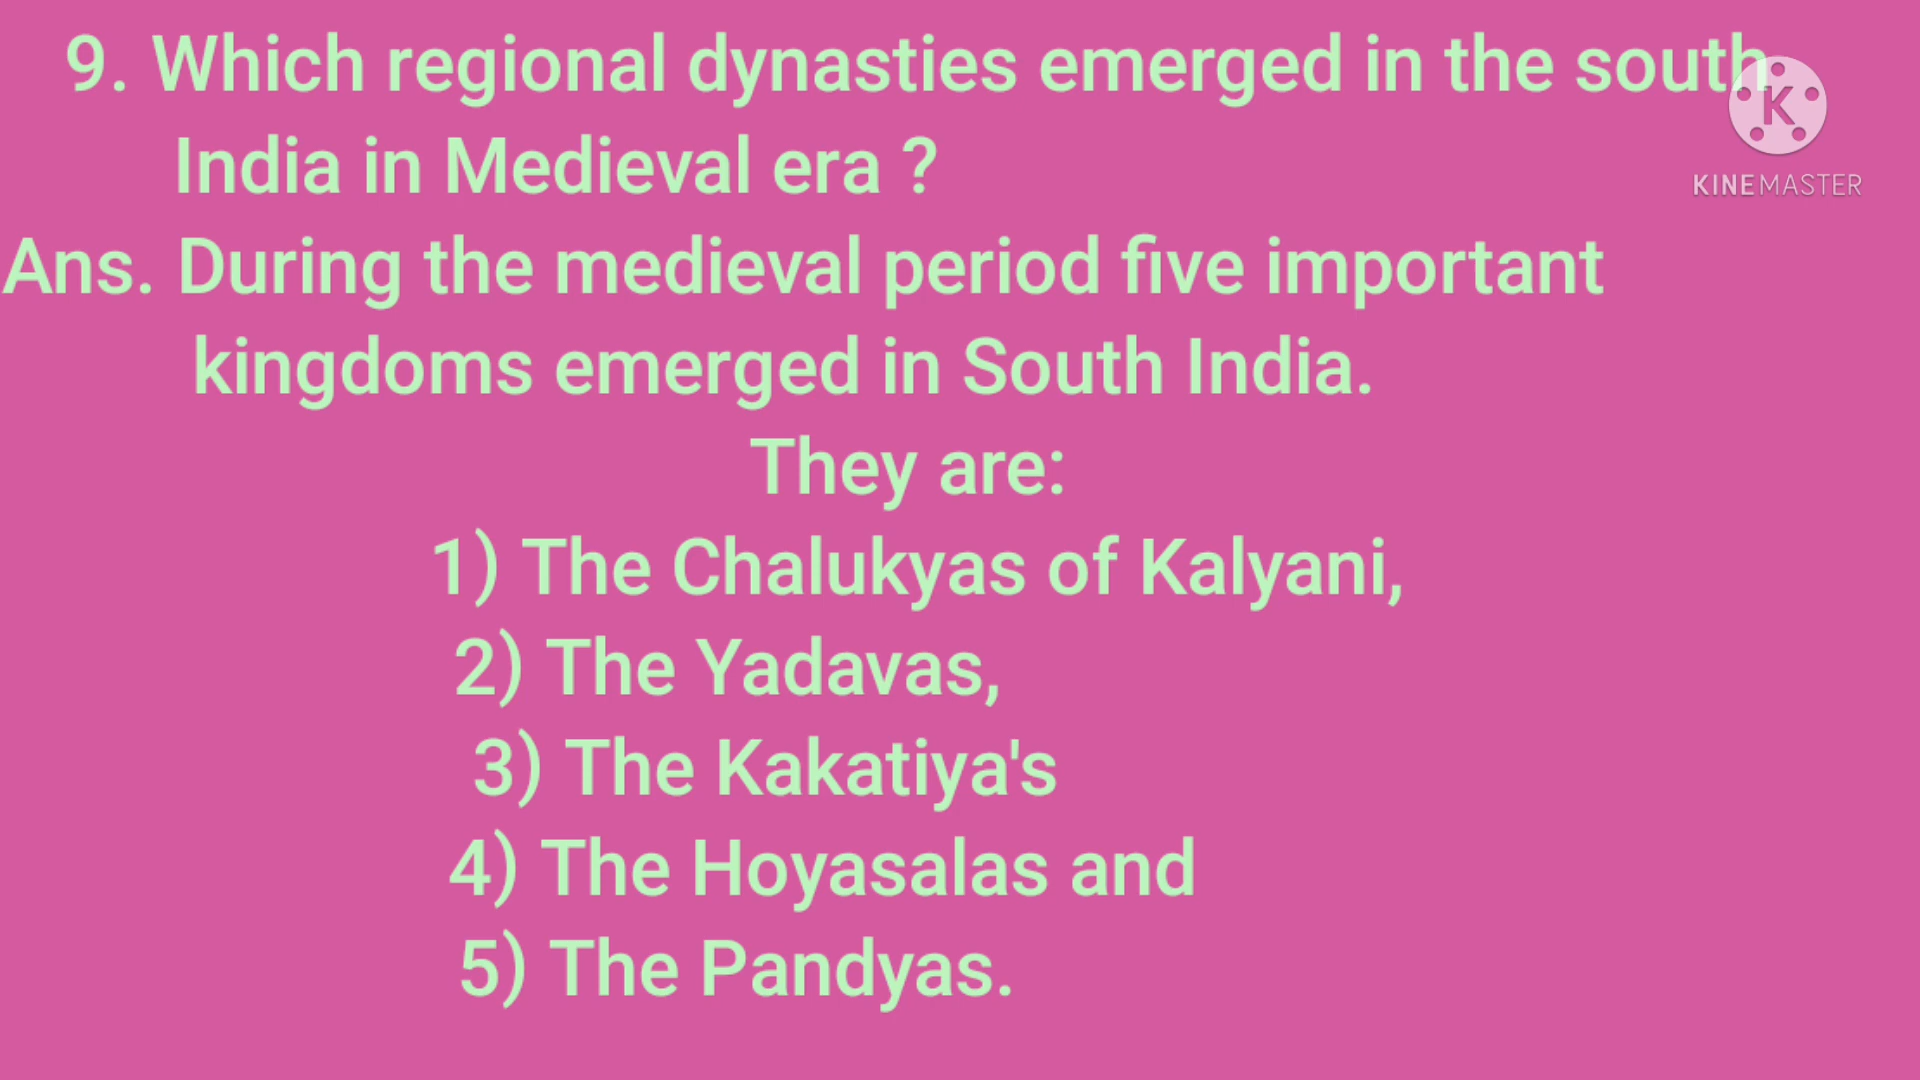 9. Which regional dynasties emerged in the south
India in Medieval era ?
Ans. During the medieval period five important
kingdoms emerged in South India.
They are:
1) The Chalukyas of Kalyani,
2) The Yadavas,
3) The Kakatiya's
4) The Hoyasalas and
5) The Pandyas.
K
KINEMASTER